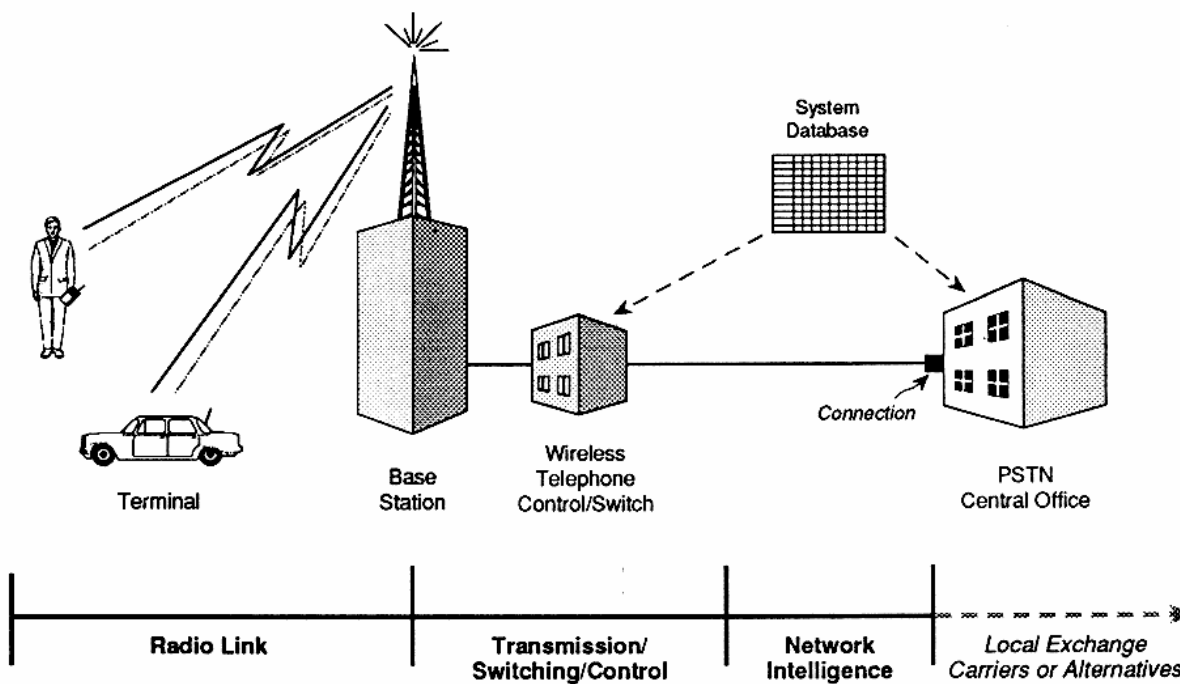 System
Database
Connection
Terminal
Base
Station
Wireless
Telephone
Control/Switch
PSTN
Central Office
Radio Link
Transmission/
Switching/Control
Network
Intelligence
Local Exchange
Carriers or Alternatives